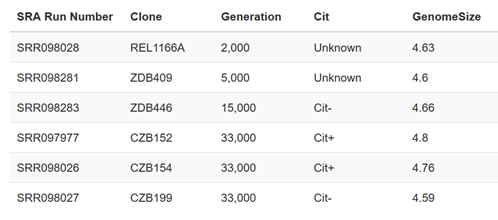 SRA Run Number Clone Generation Cit GenomeSize
SRR098028 REL1166A 2,000 Unknown 4.63
SRR098281 ZDB409 5,000 Unknown 4.6
SRR098283 ZDB446 15,000 Cit- 4.66
SRR097977 CZB152 33,000 Cit+ 4.8
SRR098026 CZB154 33,000 Cit+ 4.76
SRR098027 CZB199 33,000 Cit- 4.59